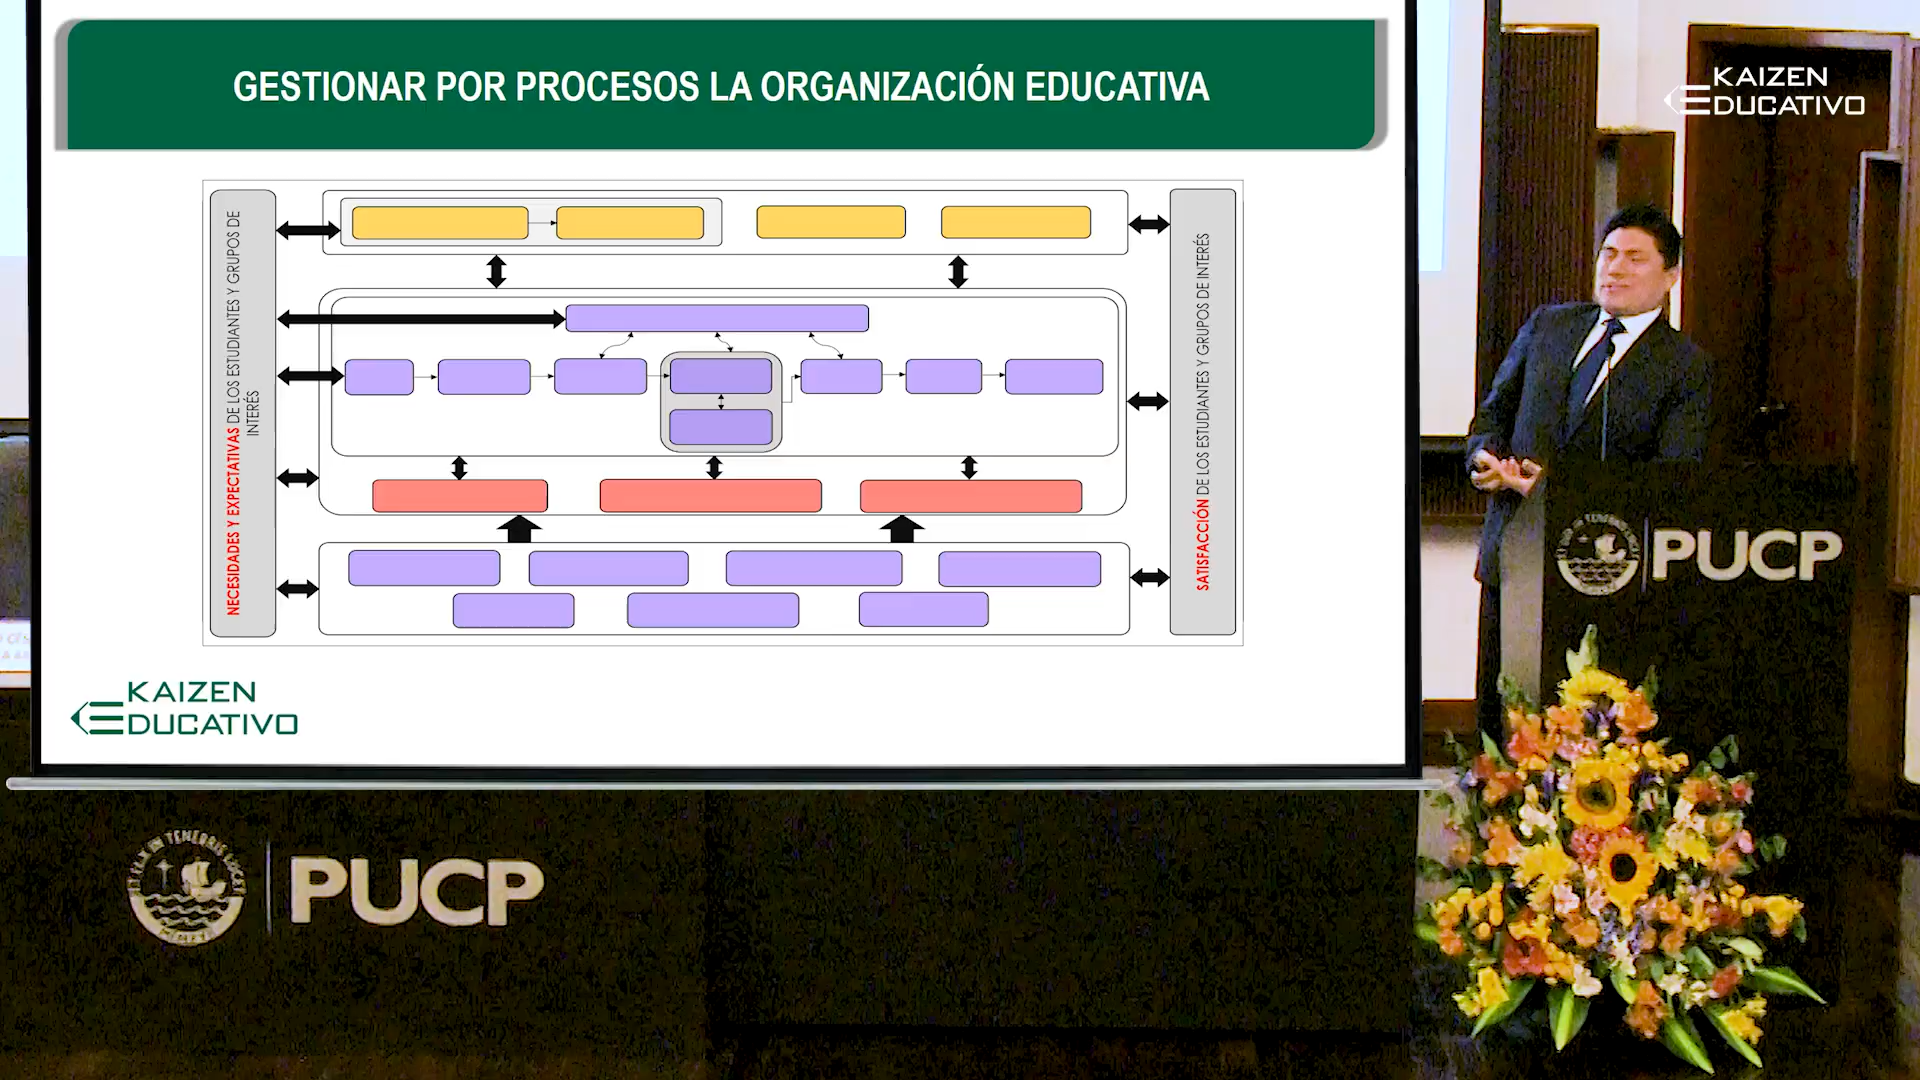 GESTIONAR POR PROCESOS LA ORGANIZACIÓN EDUCATIVA
KAIZEN
EDUCATIVO
NECESIDADES Y EXPECTATIVAS DE LOS ESTUDIANTES Y GRUPOS DE
INTERÉS
SATISFACCIÓN DE LOS ESTUDIANTES Y GRUPOS DE INTERÉS
KAIZEN
EDUCATIVO
PUCP
PUCP